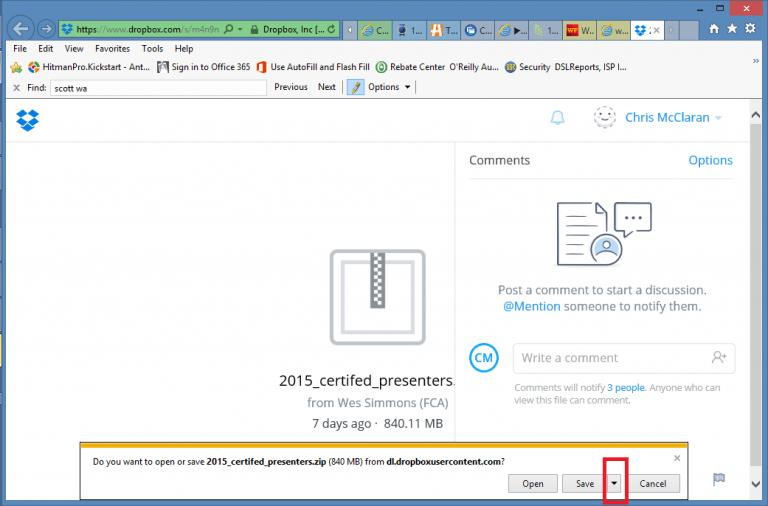 https://www.dropbox.com/s/m4n9n
Dropbox, Inc [...
C...
1...
T...
C...
1...
W...
w...
File Edit View Favorites Tools Help
HitmanPro.Kickstart - Ant... Sign in to Office 365 Use AutoFill and Flash Fill Rebate Center O'Reilly Au... Security DSLReports, ISP I...
× Find: scott wa Previous Next Options
Chris McClaran
Comments Options
Post a comment to start a discussion.
@Mention someone to notify them.
CM Write a comment
Comments will notify 3 people. Anyone who can
view this file can comment.
2015_certifed_presenters.
from Wes Simmons (FCA)
7 days ago · 840.11 MB
Do you want to open or save 2015_certifed_presenters.zip (840 MB) from dl.dropboxusercontent.com?
Open Save Cancel